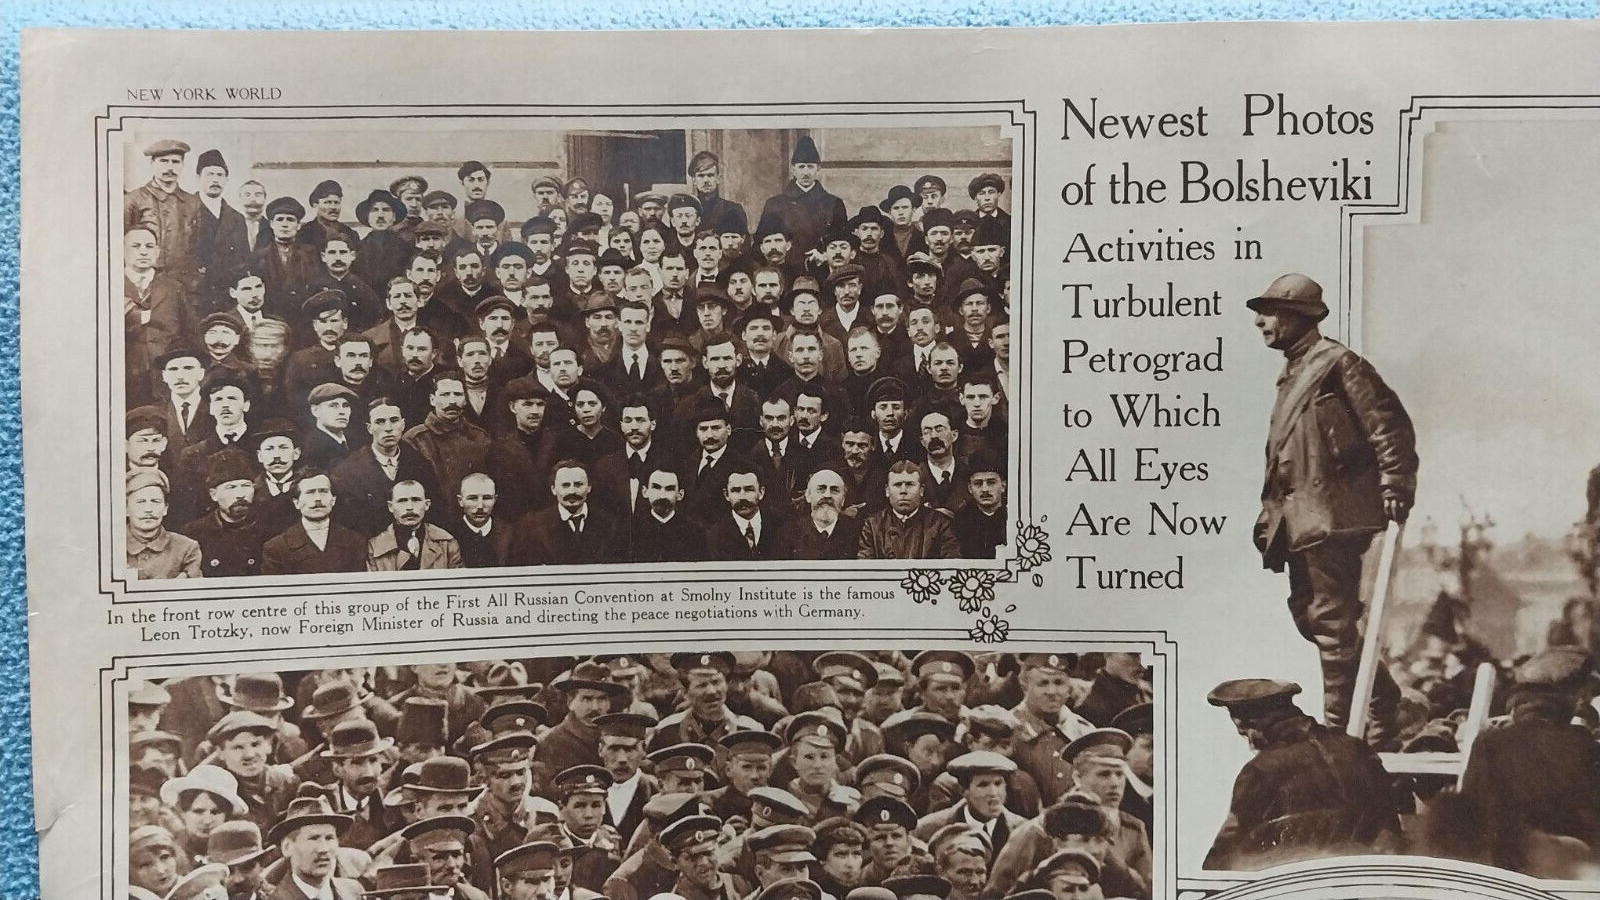 NEW YORK WORLD
Newest Photos
of the Bolsheviki
Activities in
Turbulent
Petrograd
to Which
All Eyes
Are Now
Turned
In the front row centre of this group of the First All Russian Convention at Smolny Institute is the famous
Leon Trotzky, now Foreign Minister of Russia and directing the peace negotiations with Germany.